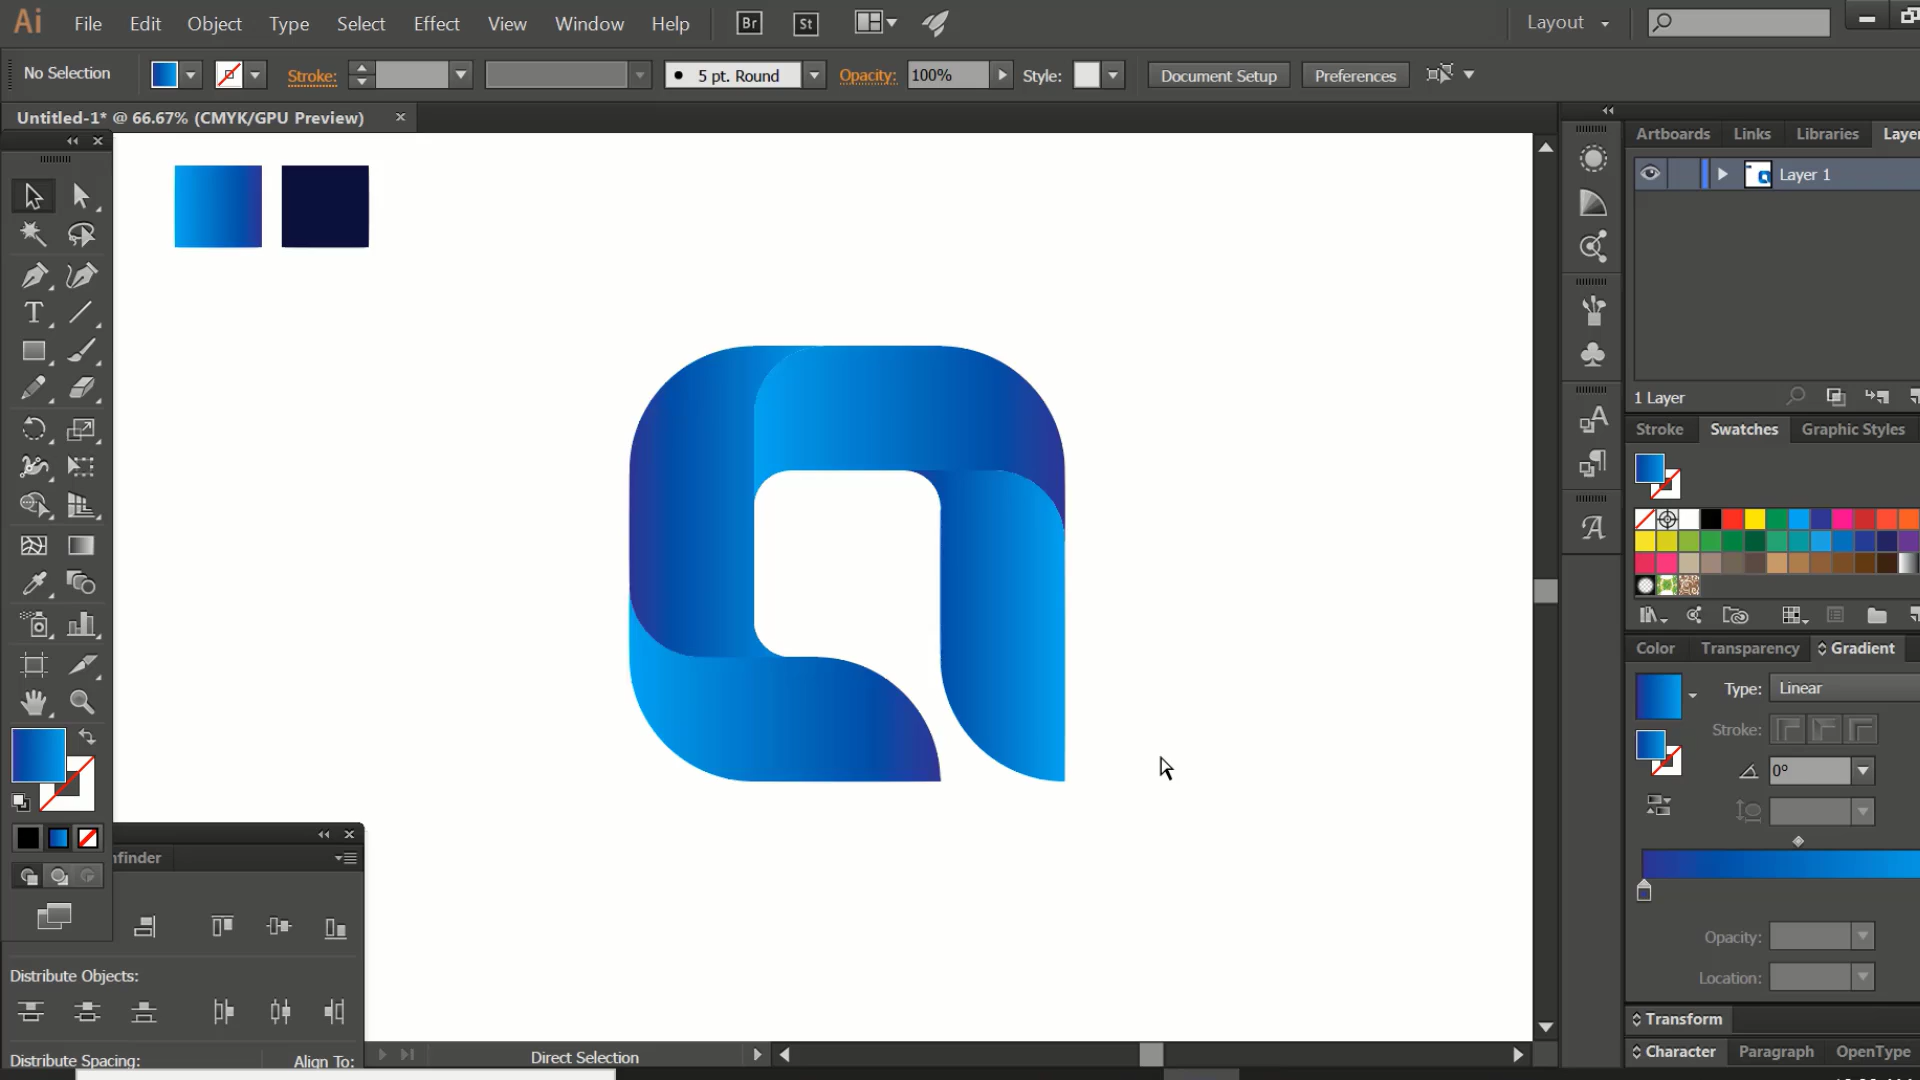 Ai File Edit Object Type Select Effect View Window Help Br St Layout
No Selection Stroke: 5 pt. Round Opacity: 100% Style: Document Setup Preferences
Untitled-1* @ 66.67% (CMYK/GPU Preview)
Artboards Links Libraries Laye
Layer 1
1 Layer
Stroke Swatches Graphic Styles
Color Transparency Gradient
Type: Linear
Stroke:
0°
Opacity:
Location:
Transform
Character Paragraph OpenType
nfinder
Distribute Objects:
Distribute Spacing: Align To:
Direct Selection